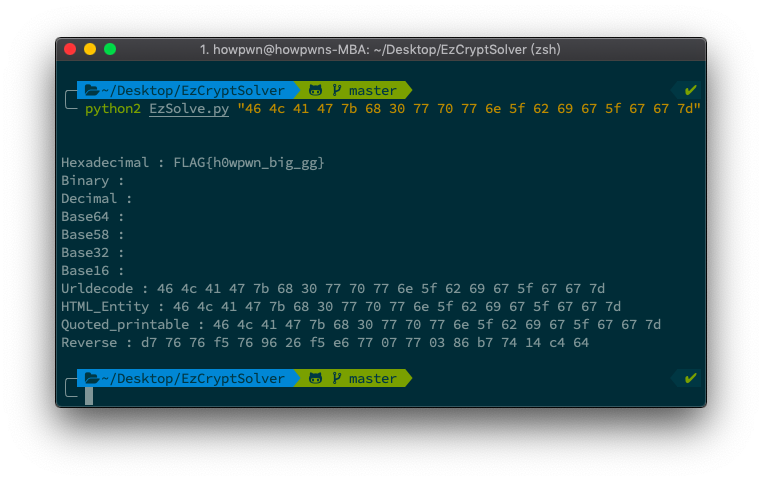 1. howpwn@howpwns-MBA: ~/Desktop/EzCryptSolver (zsh)
~/Desktop/EzCryptSolver master ✔
python2 EzSolve.py "46 4c 41 47 7b 68 30 77 70 77 6e 5f 62 69 67 5f 67 67 7d"
Hexadecimal : FLAG{h0wpwn_big_gg}
Binary :
Decimal :
Base64 :
Base58 :
Base32 :
Base16 :
Urldecode : 46 4c 41 47 7b 68 30 77 70 77 6e 5f 62 69 67 5f 67 67 7d
HTML_Entity : 46 4c 41 47 7b 68 30 77 70 77 6e 5f 62 69 67 5f 67 67 7d
Quoted_printable : 46 4c 41 47 7b 68 30 77 70 77 6e 5f 62 69 67 5f 67 67 7d
Reverse : d7 76 76 f5 76 96 26 f5 e6 77 07 77 03 86 b7 74 14 c4 64
~/Desktop/EzCryptSolver master ✔